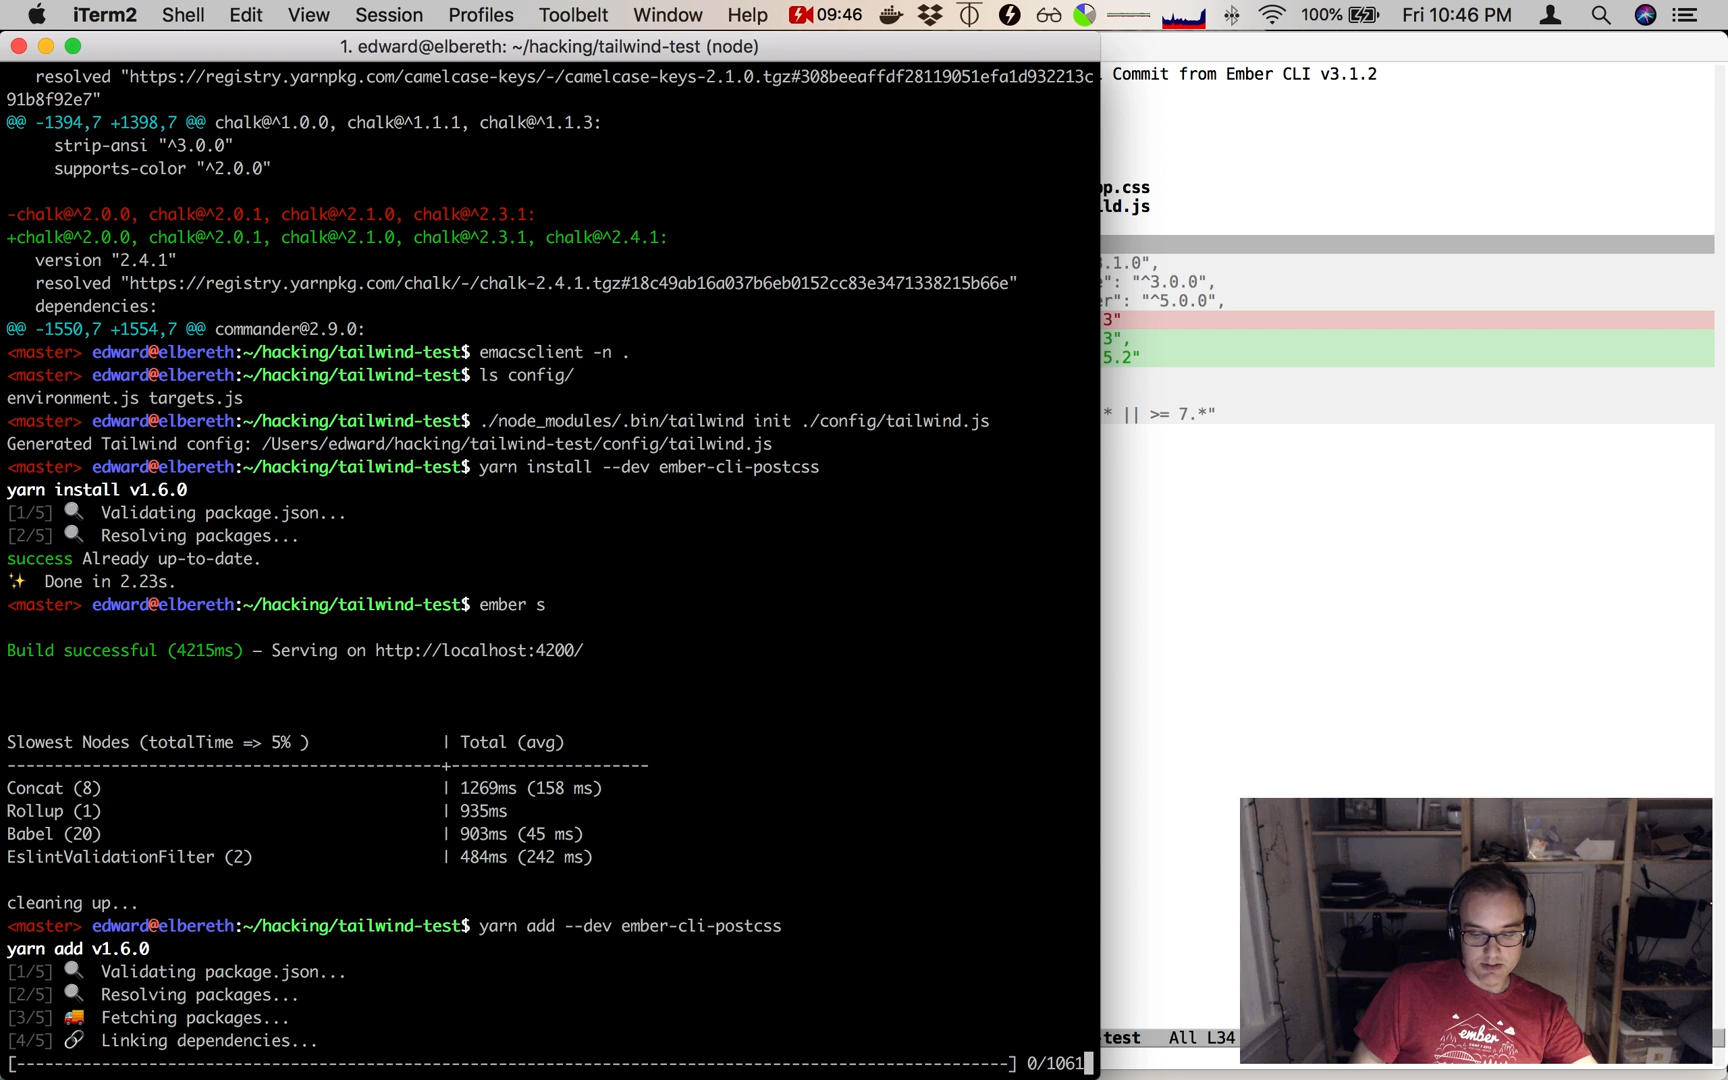 iTerm2 Shell Edit View Session Profiles Toolbelt Window Help 09:46 100% Fri 10:46 PM
1. edward@elbereth: ~/hacking/tailwind-test (node)
resolved "https://registry.yarnpkg.com/camelcase-keys/-/camelcase-keys-2.1.0.tgz#308beeaffdf28119051efa1d932213c
91b8f92e7"
@@ -1394,7 +1398,7 @@ chalk@^1.0.0, chalk@^1.1.1, chalk@^1.1.3:
strip-ansi "^3.0.0"
supports-color "^2.0.0"
-chalk@^2.0.0, chalk@^2.0.1, chalk@^2.1.0, chalk@^2.3.1:
+chalk@^2.0.0, chalk@^2.0.1, chalk@^2.1.0, chalk@^2.3.1, chalk@^2.4.1:
version "2.4.1"
resolved "https://registry.yarnpkg.com/chalk/-/chalk-2.4.1.tgz#18c49ab16a037b6eb0152cc83e3471338215b66e"
dependencies:
@@ -1550,7 +1554,7 @@ commander@2.9.0:
<master> edward@elbereth:~/hacking/tailwind-test$ emacsclient -n .
<master> edward@elbereth:~/hacking/tailwind-test$ ls config/
environment.js targets.js
<master> edward@elbereth:~/hacking/tailwind-test$ ./node_modules/.bin/tailwind init ./config/tailwind.js
Generated Tailwind config: /Users/edward/hacking/tailwind-test/config/tailwind.js
<master> edward@elbereth:~/hacking/tailwind-test$ yarn install --dev ember-cli-postcss
yarn install v1.6.0
[1/5] Validating package.json...
[2/5] Resolving packages...
success Already up-to-date.
Done in 2.23s.
<master> edward@elbereth:~/hacking/tailwind-test$ ember s
Build successful (4215ms) – Serving on http://localhost:4200/
Slowest Nodes (totalTime => 5% ) | Total (avg)
----------------------------------------------+---------------------
Concat (8) | 1269ms (158 ms)
Rollup (1) | 935ms
Babel (20) | 903ms (45 ms)
EslintValidationFilter (2) | 484ms (242 ms)
cleaning up...
<master> edward@elbereth:~/hacking/tailwind-test$ yarn add --dev ember-cli-postcss
yarn add v1.6.0
[1/5] Validating package.json...
[2/5] Resolving packages...
[3/5] Fetching packages...
[4/5] Linking dependencies...
[---------------------------------------------------------------------------------------------------------] 0/1061
Commit from Ember CLI v3.1.2
pp.css
ld.js
3.1.0",
e": "^3.0.0",
er": "^5.0.0",
3"
3",
5.2"
* || >= 7.*"
test All L34
ember